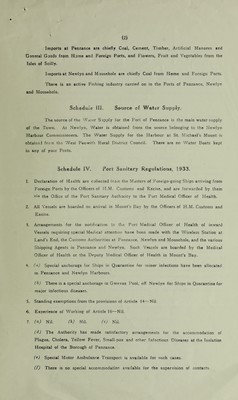 63
Imports at Penzance are chiefly Coal, Cement, Timber, Artificial Manures and
General Goods from Home and Foreign Ports, and Flowers, Fruit and Vegetables from the
Isles of Scilly.
Imports at Newlyn and Mousehole are chiefly Coal from Home and Foreign Ports.
There is an active Fishing industry carried on in the Ports of Penzance, Newlyn
and Mousehole.
Schedule III. Source of Water Supply.
The source of the Water Supply for the Port of Penzance is the main water supply
of the Town. At Newlyn, Water is obtained from the source belonging to the Newlyn
Harbour Commissioners. The Water Supply for the Harbour at St. Michael's Mount is
obtained from the West Penwith Rural District Council. There are no Water Boats kept
in any of your Ports.
Schedule IV. Port Sanitary Regulations, 1933.
1. Declaration of Health are collected from the Masters of Foreign-going Ships arriving from
Foreign Ports by the Officers of H.M. Customs and Excise, and are forwarded by them
the Office of the Port Sanitary Authority to the Port Medical Officer of Health.
2. All Vessels are boarded on arrival in Mount's Bay by the Officers of H.M. Customs and
Excise.
3. Arrangements for the notification to the Port Medical Officer of Health of inward
Vessels requiring special Medical attention have been made with the Wireless Station at
Land's End, the Customs Authorities at Penzance, Newlyn and Mousehole, and the various
Shipping Agents in Penzance and Newlyn. Such Vessels are boarded by the Medical
Officer of Health or the Deputy Medical Officer of Health in Mount's Bay.
4. (a) Special anchorage for Ships in Quarantine for minor infections have been allocated
in Penzance and Newlyn Harbours.
(b) There is a special anchorage in Gwavas Pool, off Newlyn for Ships in Quarantine for
major infectious diseases.
5. Standing exemptions from the provisions of Article 14—Nil.
6. Experience of Working of Article 16—Nil.
7. (a) Nil. (b) Nil. (c) Nil.
(d) The Authority has made satisfactory arrangements for the accommodation of
Plague, Cholera, Yellow Fever, Small-pox and other Infectious Diseases at the Isolation
Hospital of the Borough of Penzance.
(e) Special Motor Ambulance Transport is available for such cases.
(f) There is no special accommodation available for the supervision of contacts.